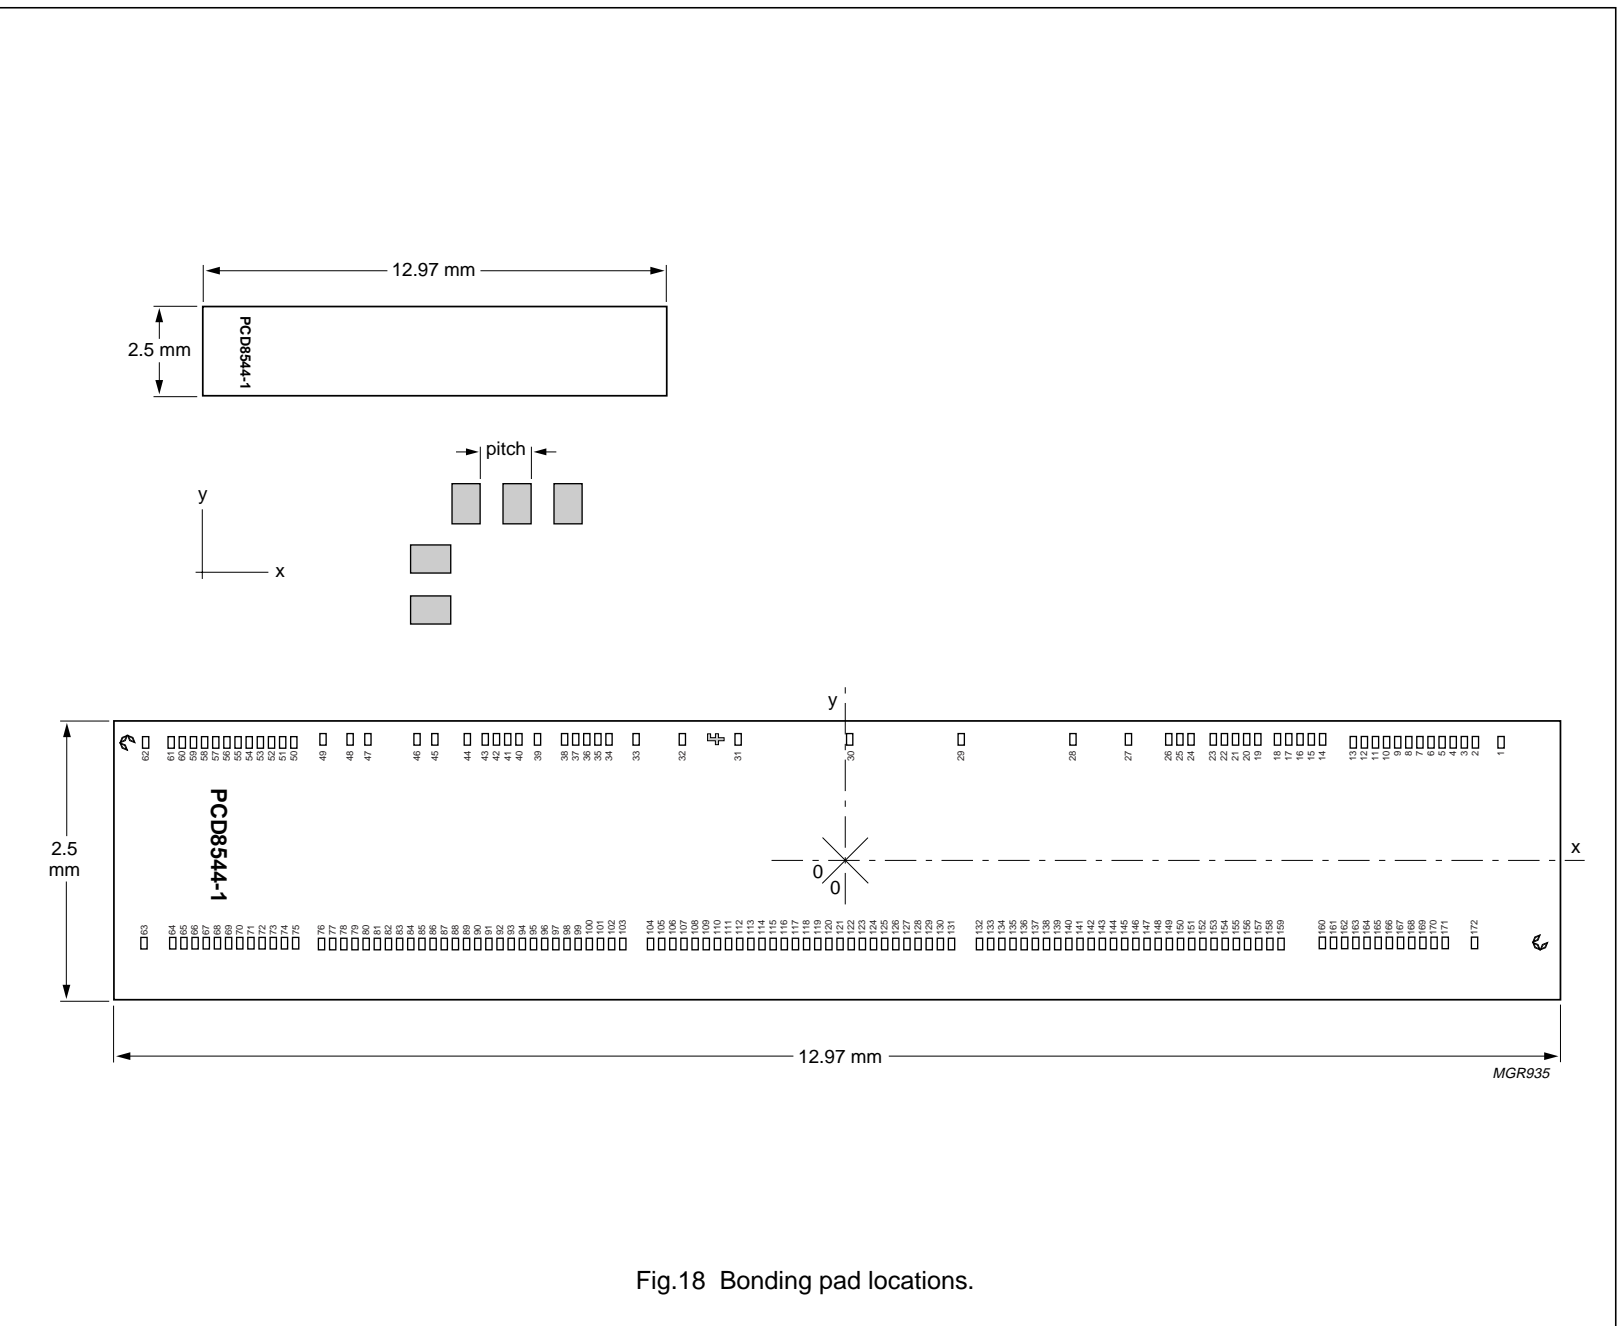 12.97 mm
2.5 mm
PCD8544-1
pitch
y
x
y
62 61 60 59 58 57 56 55 54 53 52 51 50 49 48 47 46 45 44 43 42 41 40 39 38 37 36 35 34 33 32 31 30 29 28 27 26 25 24 23 22 21 20 19 18 17 16 15 14 13 12 11 10 9 8 7 6 5 4 3 2 1
PCD8544-1
2.5
mm
x
0
0
63 64 65 66 67 68 69 70 71 72 73 74 75 76 77 78 79 80 81 82 83 84 85 86 87 88 89 90 91 92 93 94 95 96 97 98 99 100 101 102 103 104 105 106 107 108 109 110 111 112 113 114 115 116 117 118 119 120 121 122 123 124 125 126 127 128 129 130 131 132 133 134 135 136 137 138 139 140 141 142 143 144 145 146 147 148 149 150 151 152 153 154 155 156 157 158 159 160 161 162 163 164 165 166 167 168 169 170 171 172
12.97 mm
MGR935
Fig.18 Bonding pad locations.